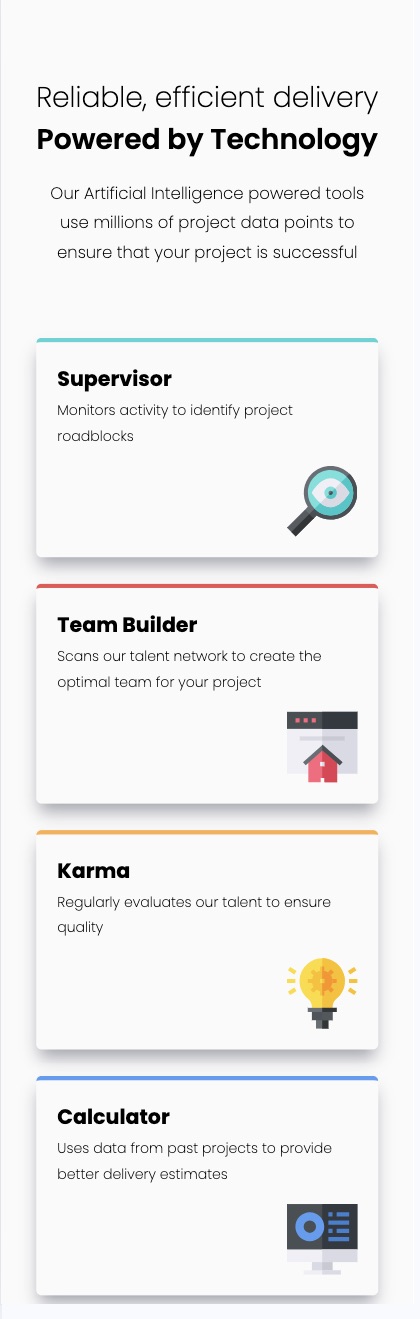 Reliable, efficient delivery
Powered by Technology
Our Artificial Intelligence powered tools
use millions of project data points to
ensure that your project is successful
Supervisor
Monitors activity to identify project
roadblocks
Team Builder
Scans our talent network to create the
optimal team for your project
Karma
Regularly evaluates our talent to ensure
quality
Calculator
Uses data from past projects to provide
better delivery estimates